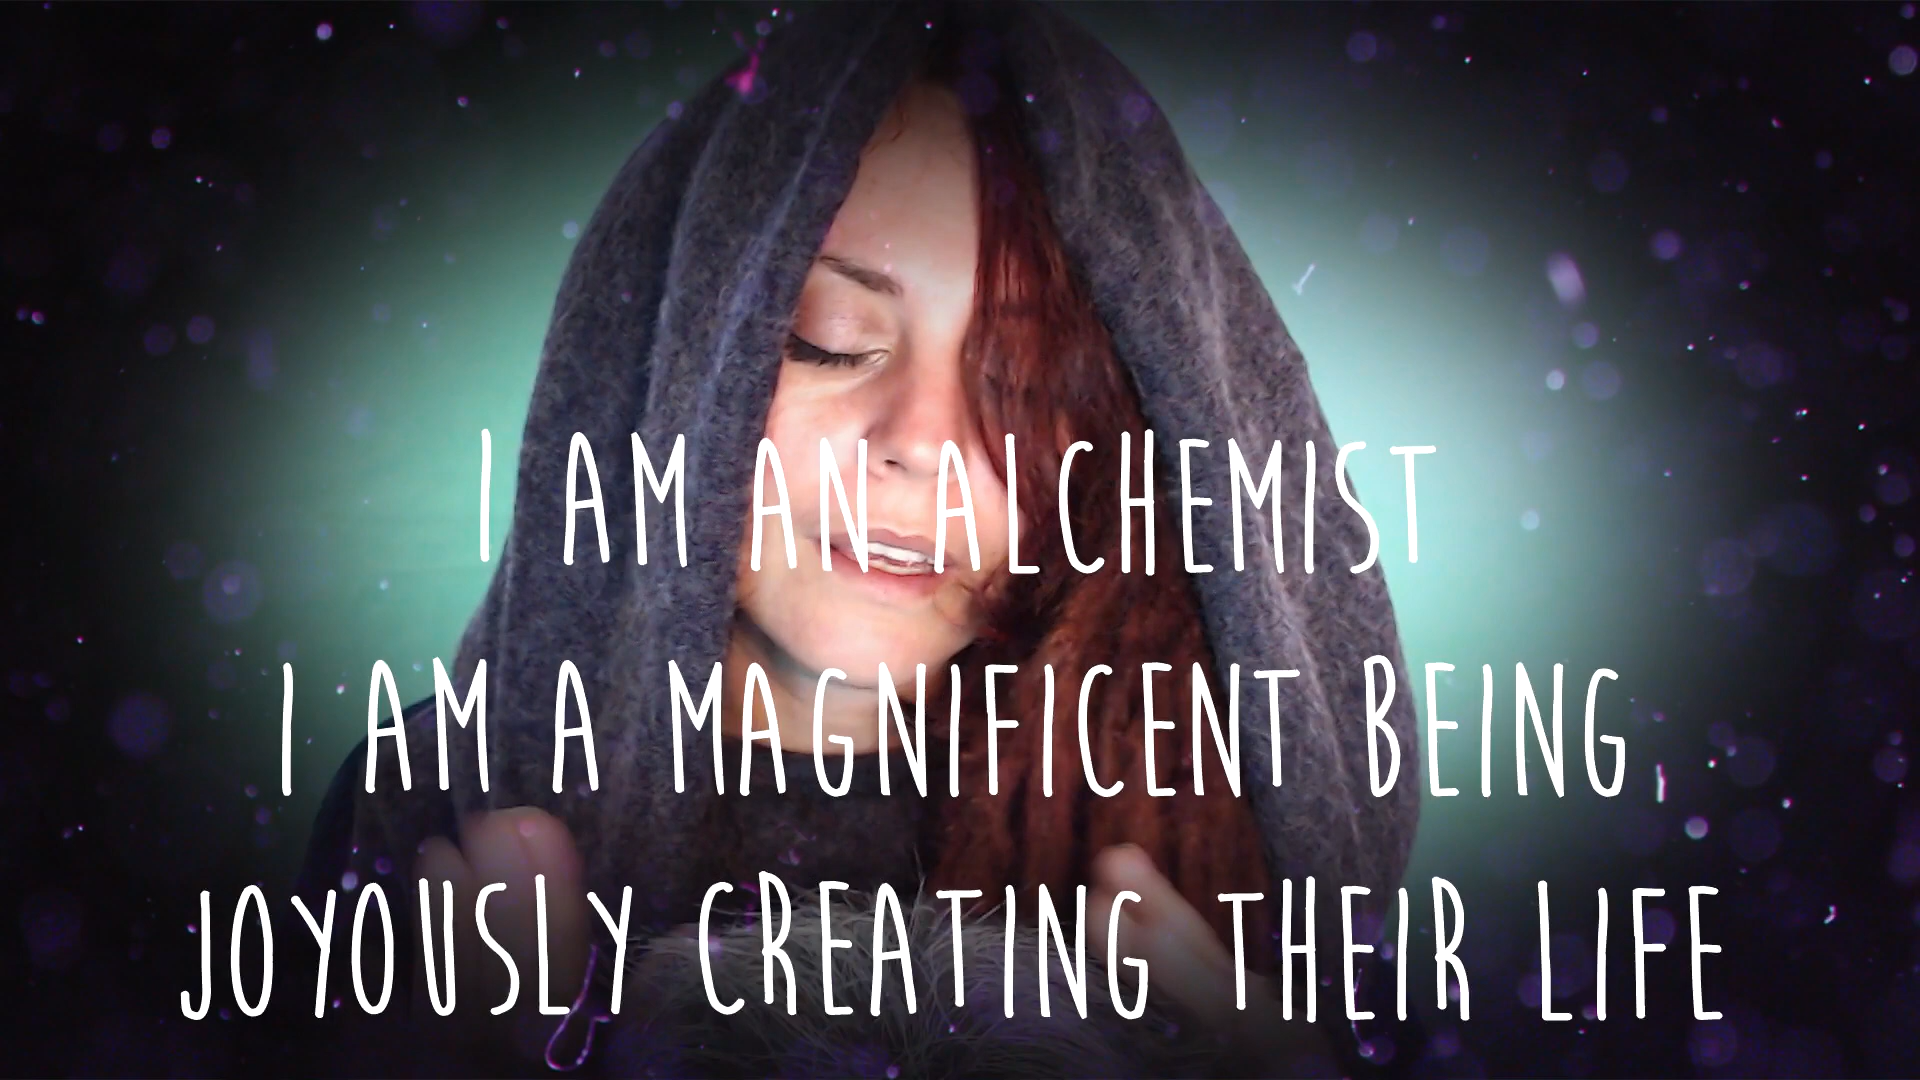 I AM AN ALCHEMIST
I AM A MAGNIFICENT BEING
JOYOUSLY CREATING THEIR LIFE